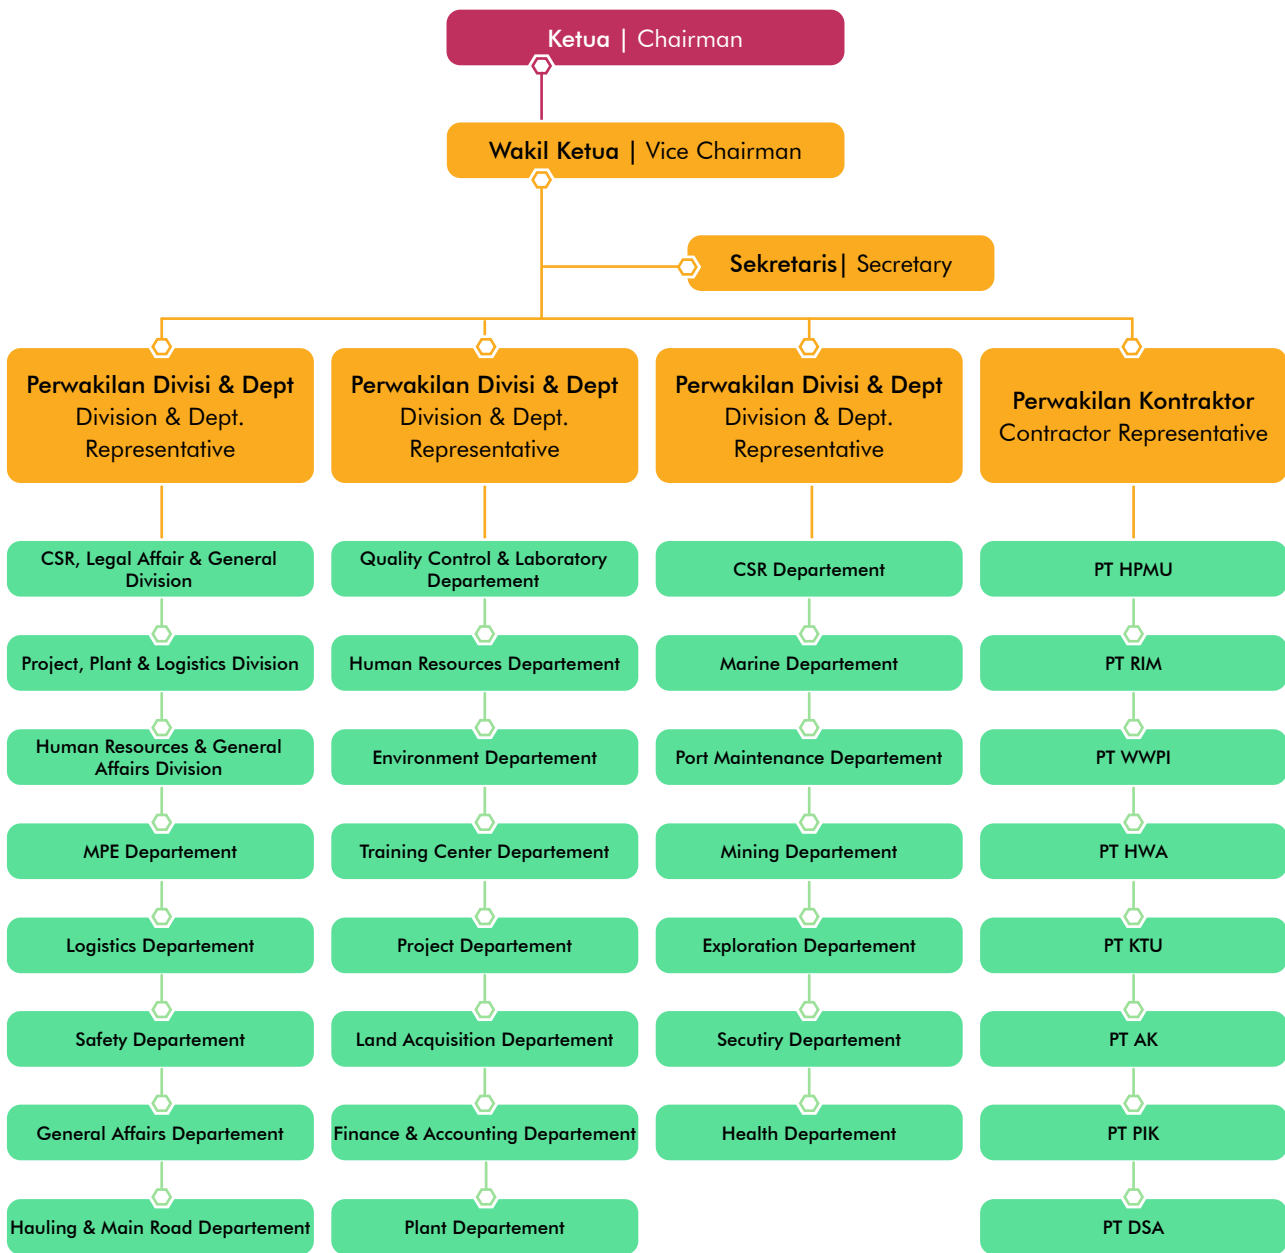 Ketua | Chairman
Wakil Ketua | Vice Chairman
Sekretaris| Secretary
Perwakilan Divisi & Dept
Division & Dept.
Representative
Perwakilan Divisi & Dept
Division & Dept.
Representative
Perwakilan Divisi & Dept
Division & Dept.
Representative
Perwakilan Kontraktor
Contractor Representative
CSR, Legal Affair & General
Division
Project, Plant & Logistics Division
Human Resources & General
Affairs Division
MPE Departement
Logistics Departement
Safety Departement
General Affairs Departement
Hauling & Main Road Departement
Quality Control & Laboratory
Departement
Human Resources Departement
Environment Departement
Training Center Departement
Project Departement
Land Acquisition Departement
Finance & Accounting Departement
Plant Departement
CSR Departement
Marine Departement
Port Maintenance Departement
Mining Departement
Exploration Departement
Secutiry Departement
Health Departement
PT HPMU
PT RIM
PT WWPI
PT HWA
PT KTU
PT AK
PT PIK
PT DSA